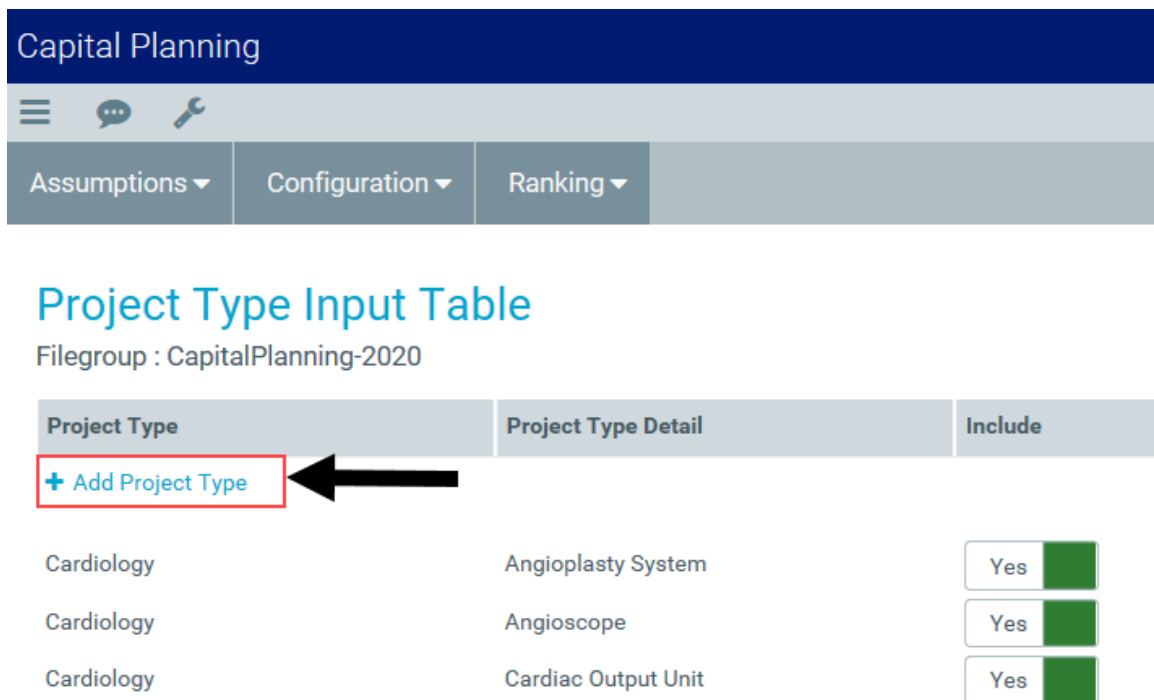 Capital Planning
Assumptions Configuration Ranking
Project Type Input Table
Filegroup : CapitalPlanning-2020
Project Type Project Type Detail Include
+ Add Project Type
Cardiology Angioplasty System Yes
Cardiology Angioscope Yes
Cardiology Cardiac Output Unit Yes